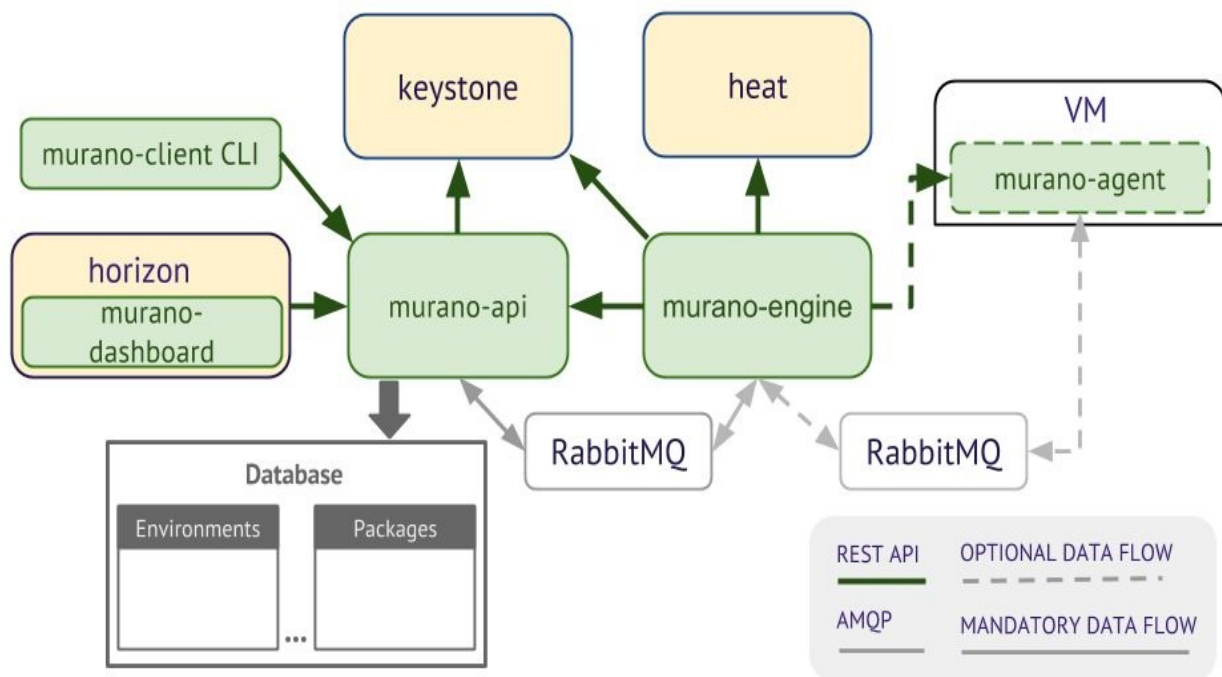 keystone
heat
VM
murano-client CLI
murano-agent
horizon
murano-
dashboard
murano-api
murano-engine
RabbitMQ
RabbitMQ
Database
Environments
Packages
...
REST API
OPTIONAL DATA FLOW
AMQP
MANDATORY DATA FLOW